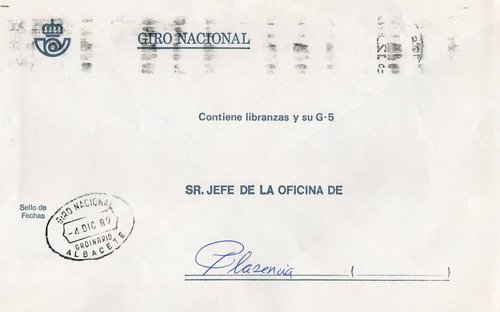 GIRO NACIONAL
Contiene libranzas y su G-5
SR. JEFE DE LA OFICINA DE
Sello de
Fechas
GIRO NACIONAL
-4 DIC 89
ORDINARIO
ALBACETE
Plasencia ( )